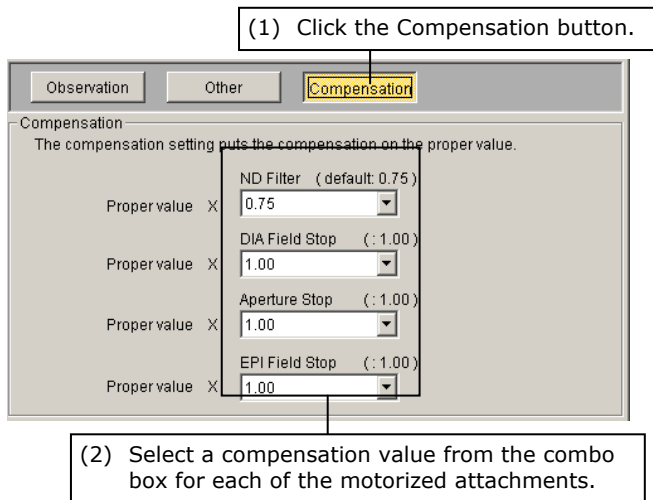 (1) Click the Compensation button.
Observation Other Compensation
Compensation
The compensation setting puts the compensation on the proper value.
ND Filter ( default: 0.75 )
Proper value X 0.75
DIA Field Stop ( : 1.00 )
Proper value X 1.00
Aperture Stop ( : 1.00 )
Proper value X 1.00
EPI Field Stop ( : 1.00 )
Proper value X 1.00
(2) Select a compensation value from the combo
box for each of the motorized attachments.